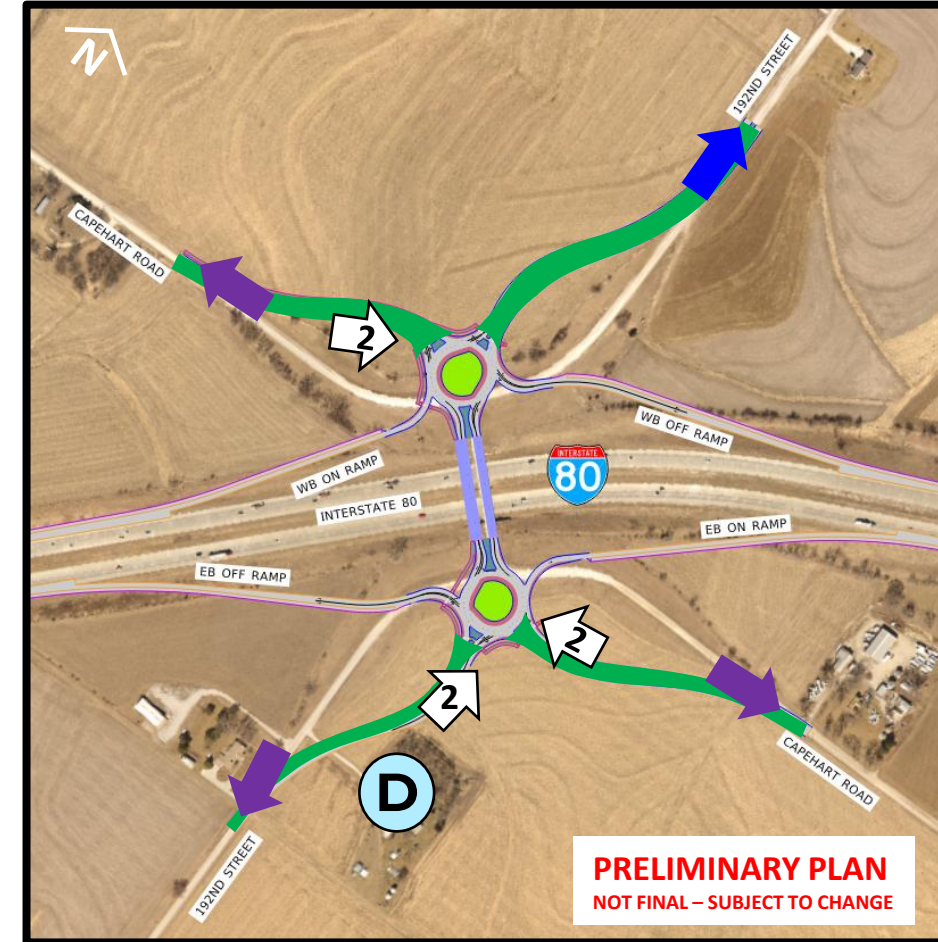 N
192ND STREET
CAPEHART ROAD
2
WB OFF RAMP
WB ON RAMP
INTERSTATE
80
INTERSTATE 80
EB ON RAMP
EB OFF RAMP
2
2
CAPEHART ROAD
D
192ND STREET
PRELIMINARY PLAN
NOT FINAL – SUBJECT TO CHANGE